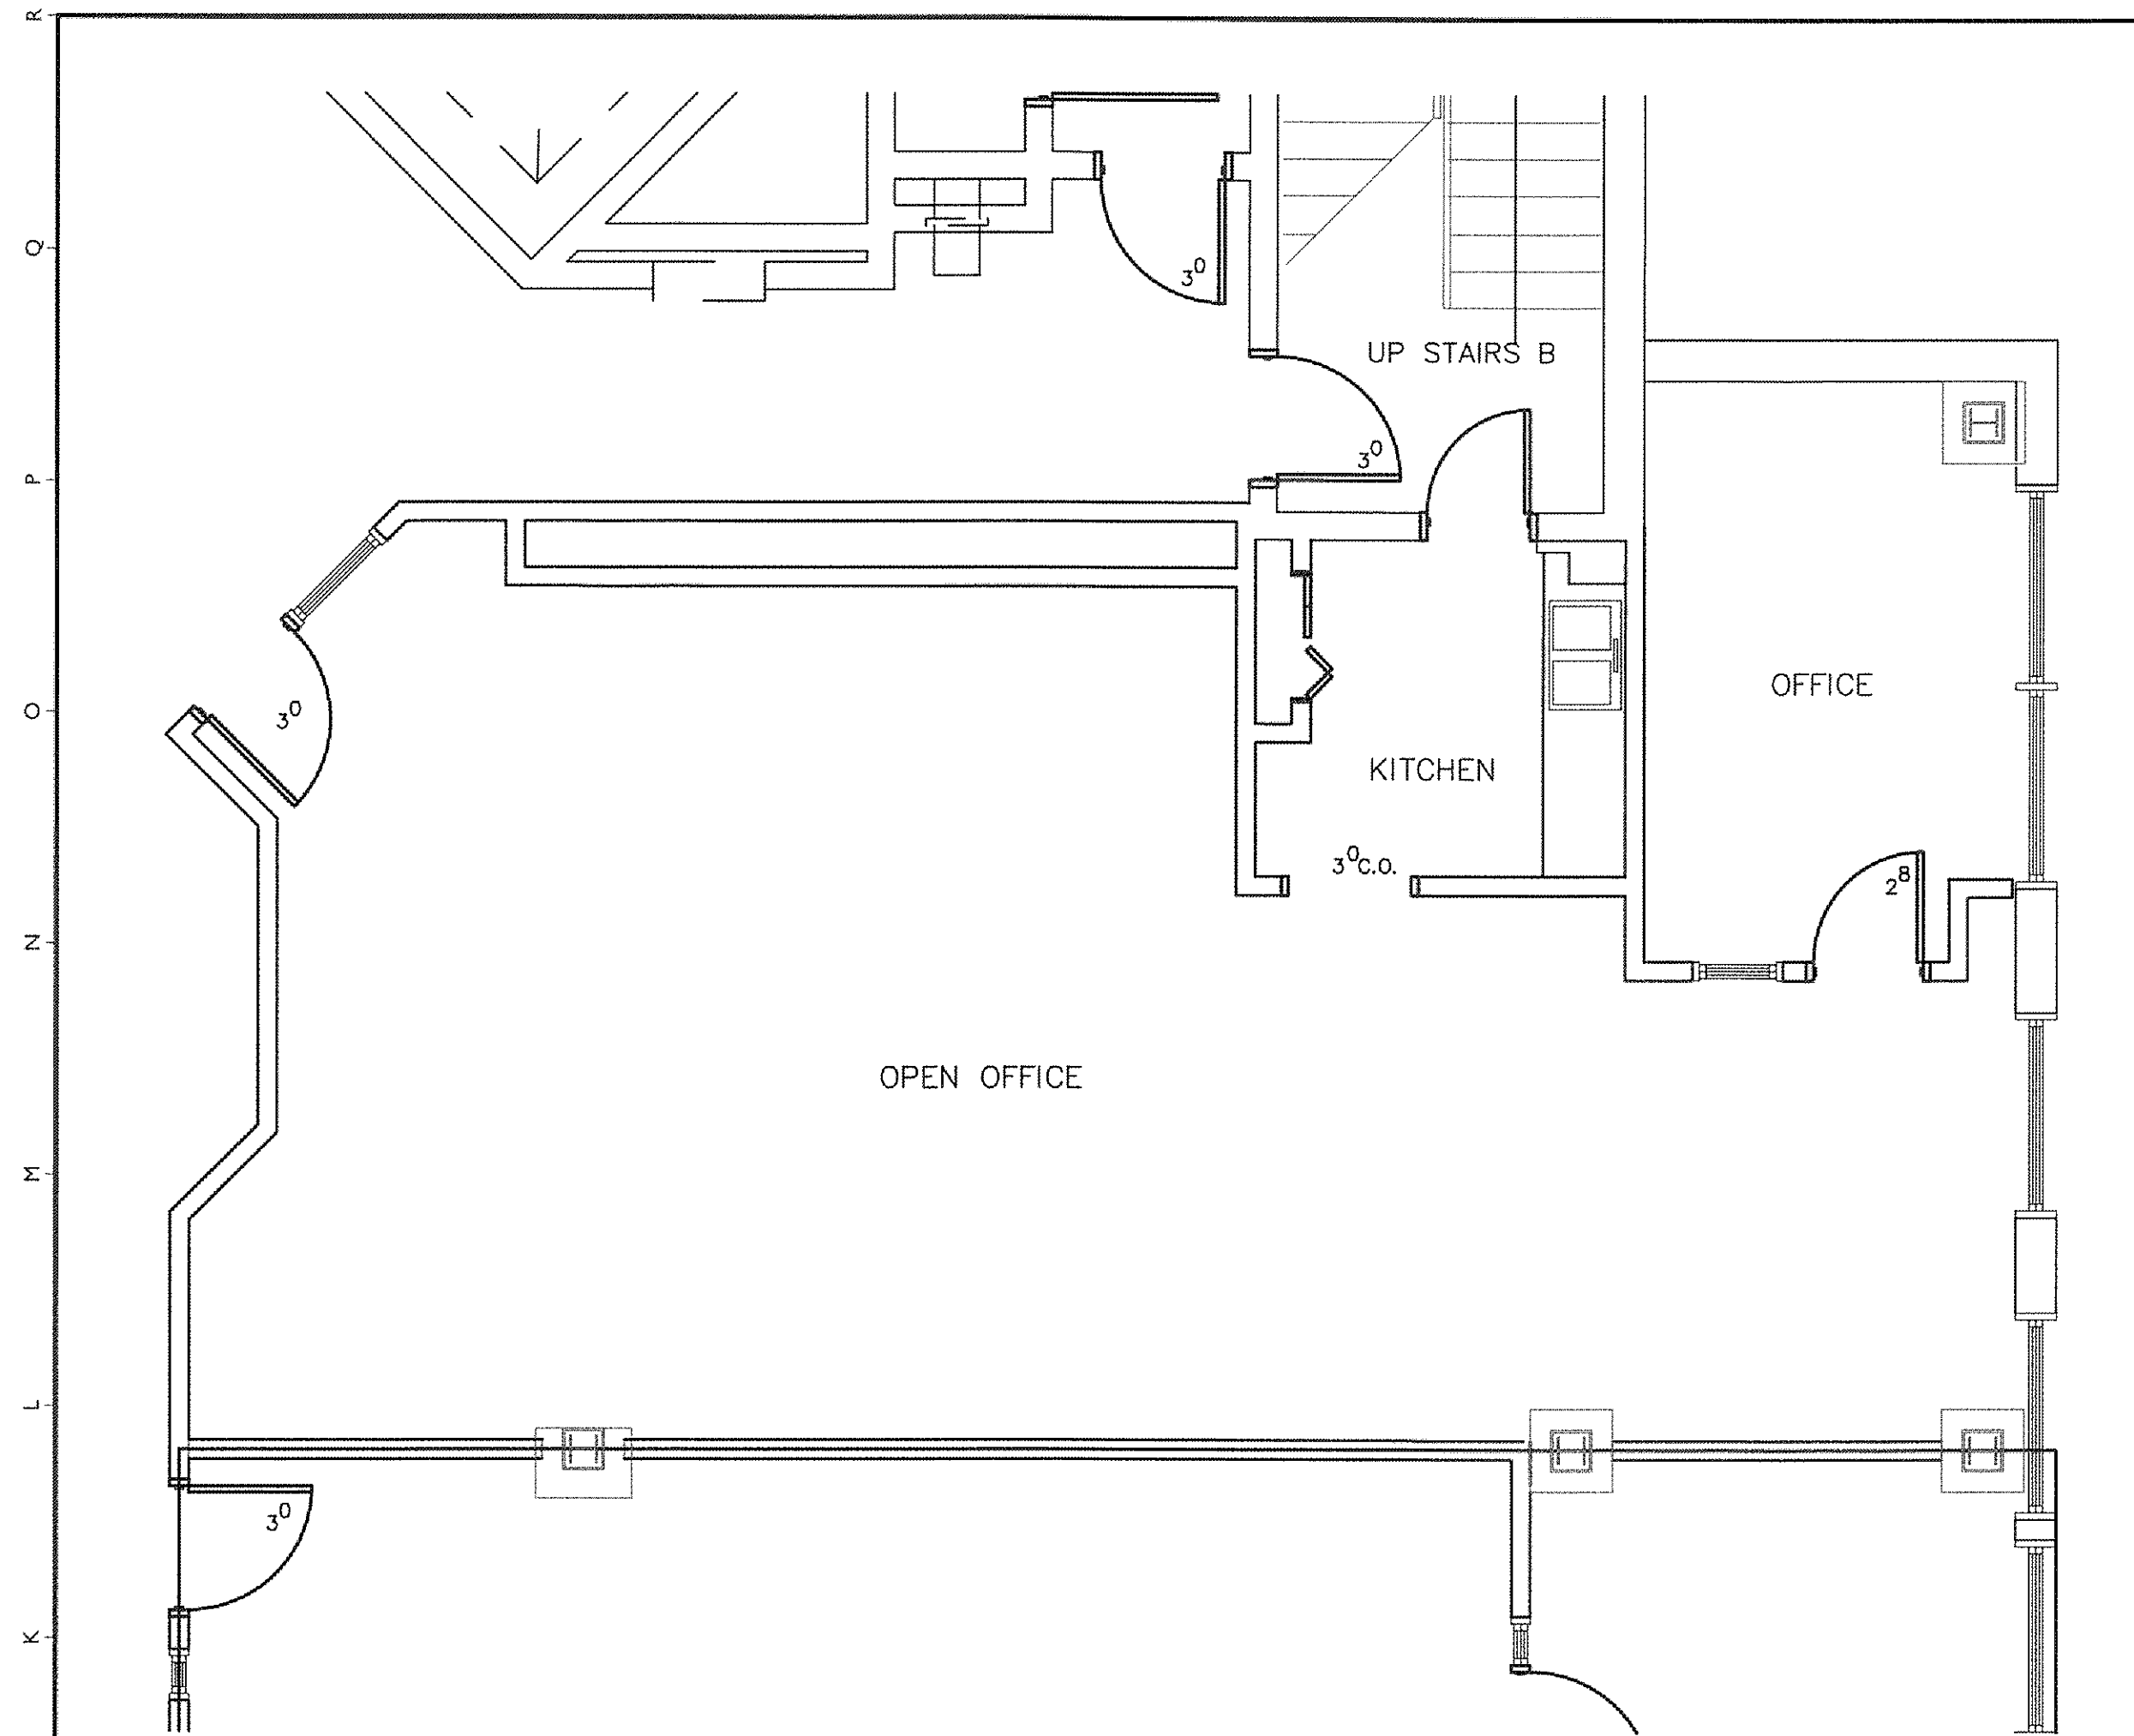 R
Q
3⁰
UP STAIRS B
3⁰
P
OFFICE
O
3⁰
KITCHEN
3⁰C.O.
2⁸
N
OPEN OFFICE
M
L
3⁰
K